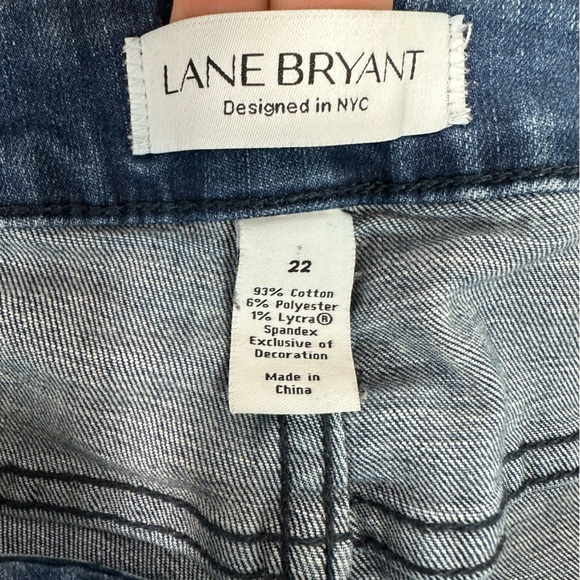 LANE BRYANT
Designed in NYC
22
93% Cotton
6% Polyester
1% Lycra®
Spandex
Exclusive of
Decoration
Made in
China